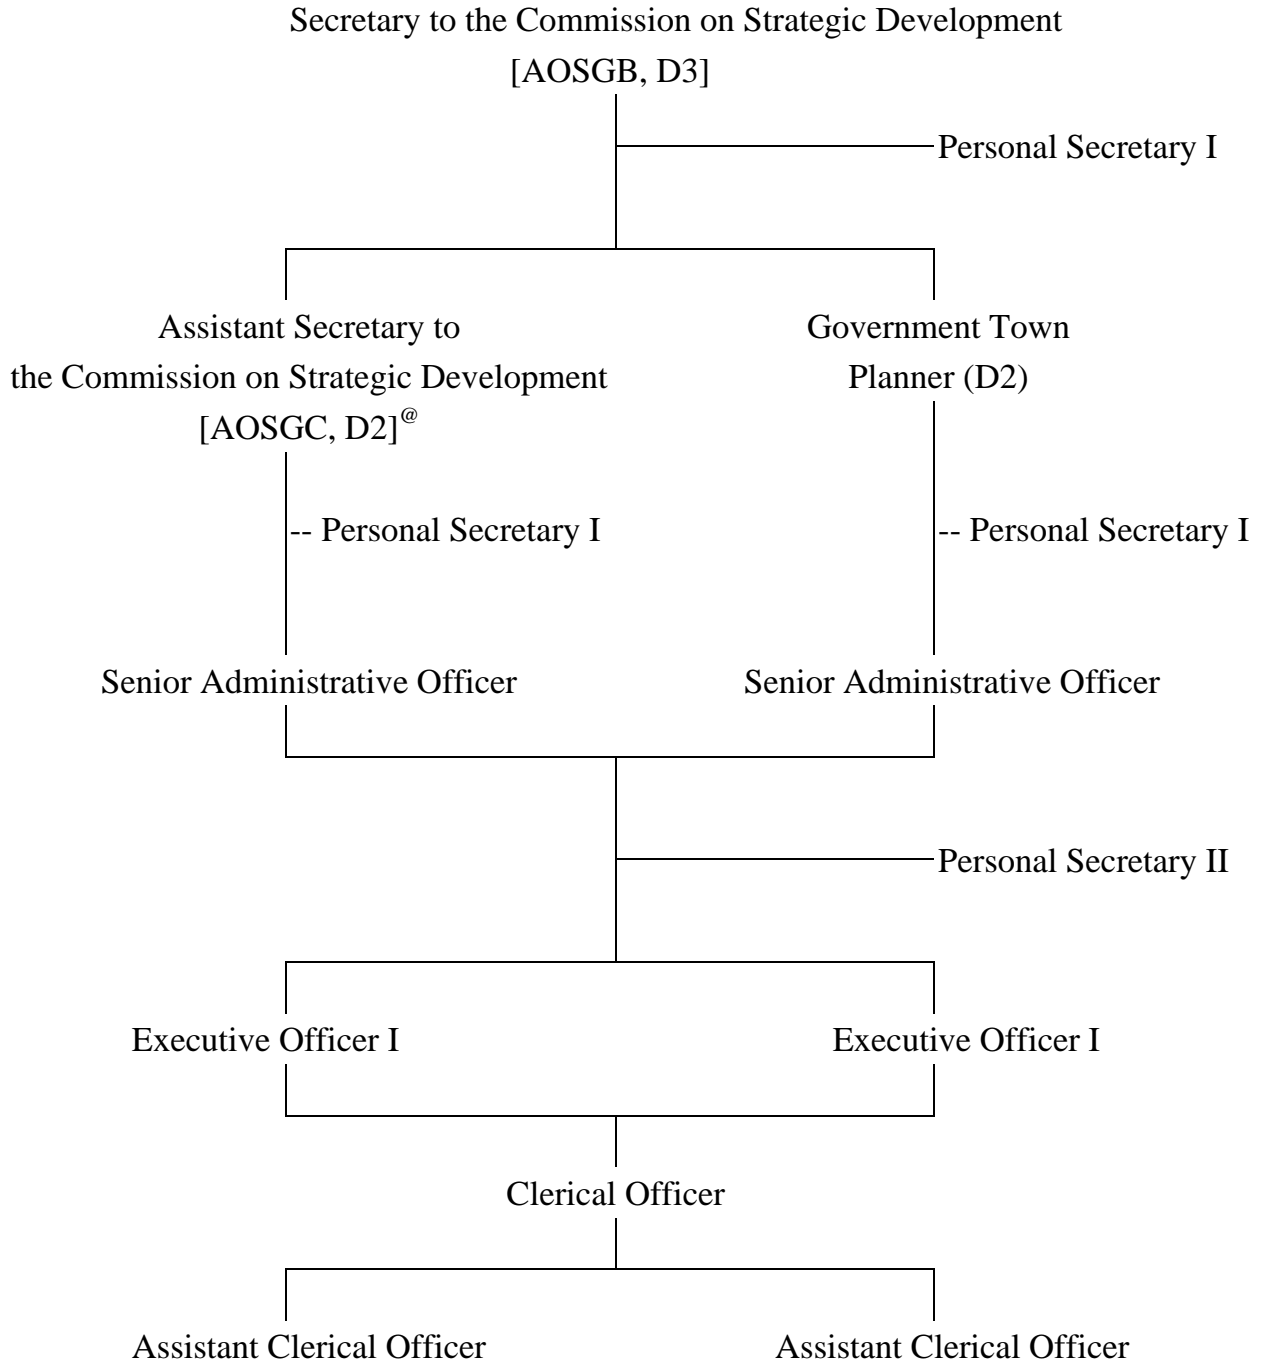 Secretary to the Commission on Strategic Development
[AOSGB, D3]
Personal Secretary I
Assistant Secretary to
the Commission on Strategic Development
[AOSGC, D2]@
Government Town
Planner (D2)
-- Personal Secretary I
-- Personal Secretary I
Senior Administrative Officer
Senior Administrative Officer
Personal Secretary II
Executive Officer I
Executive Officer I
Clerical Officer
Assistant Clerical Officer
Assistant Clerical Officer